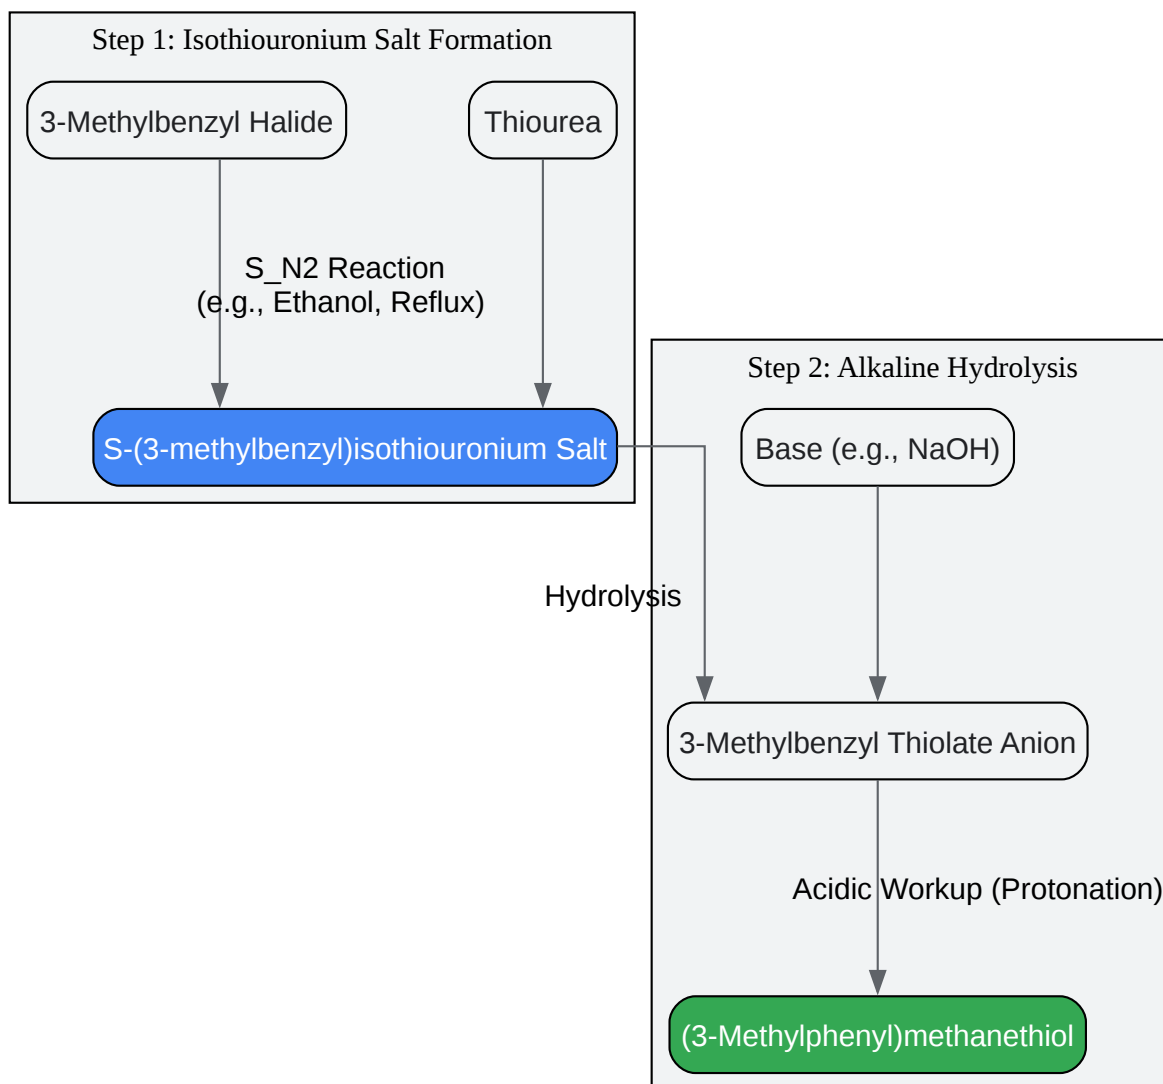 Step 1: Isothiouronium Salt Formation
3-Methylbenzyl Halide
Thiourea
S_N2 Reaction
(e.g., Ethanol, Reflux)
S-(3-methylbenzyl)isothiouronium Salt
Step 2: Alkaline Hydrolysis
Base (e.g., NaOH)
Hydrolysis
3-Methylbenzyl Thiolate Anion
Acidic Workup (Protonation)
(3-Methylphenyl)methanethiol